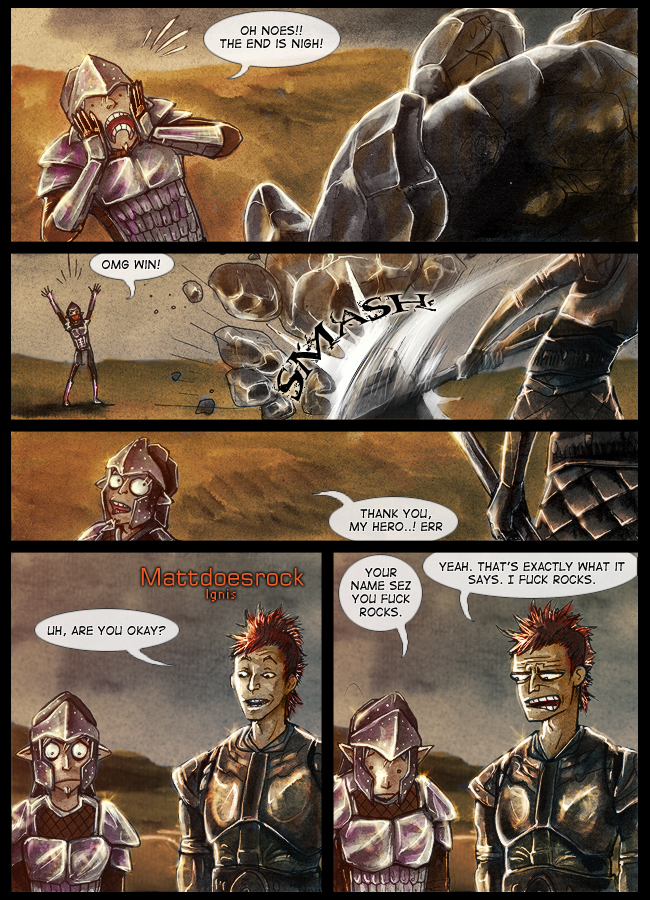 OH NOES!!
THE END IS NIGH!
OMG WIN!
SMASH
THANK YOU,
MY HERO..! ERR
Mattdoesrock
Ignis
UH, ARE YOU OKAY?
YOUR
NAME SEZ
YOU FUCK
ROCKS.
YEAH. THAT'S EXACTLY WHAT IT
SAYS. I FUCK ROCKS.